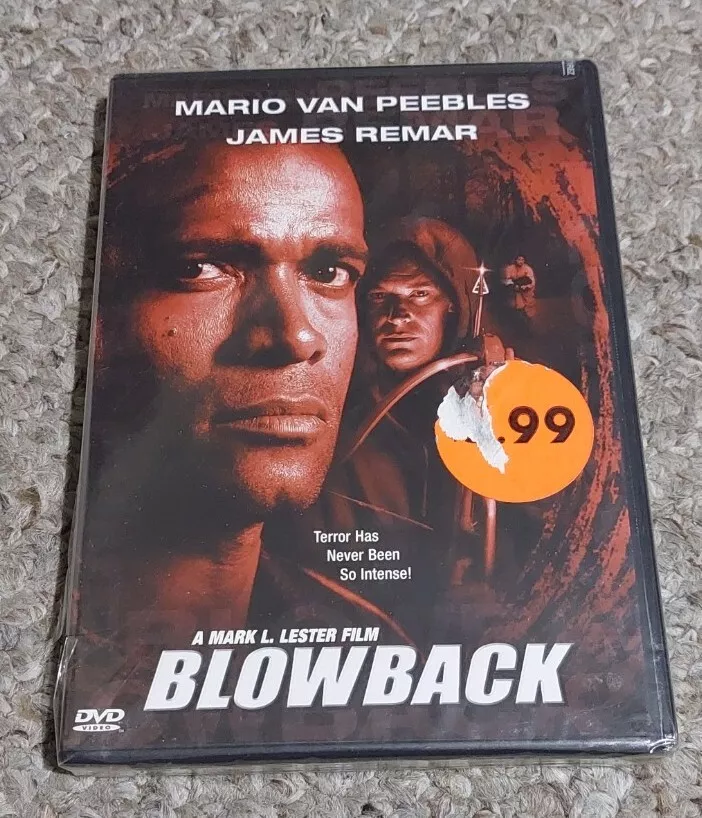 MARIO VAN PEEBLES
JAMES REMAR
.99
Terror Has
Never Been
So Intense!
A MARK L. LESTER FILM
BLOWBACK
DVD
VIDEO